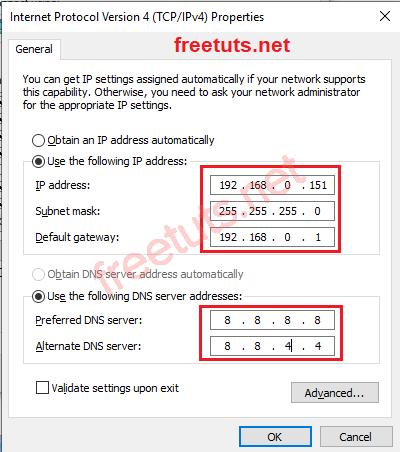 Internet Protocol Version 4 (TCP/IPv4) Properties
freetuts.net
General
You can get IP settings assigned automatically if your network supports
this capability. Otherwise, you need to ask your network administrator
for the appropriate IP settings.
Obtain an IP address automatically
Use the following IP address:
IP address: 192 . 168 . 0 . 151
Subnet mask: 255 . 255 . 255 . 0
Default gateway: 192 . 168 . 0 . 1
freetuts.net
Obtain DNS server address automatically
Use the following DNS server addresses:
Preferred DNS server: 8 . 8 . 8 . 8
Alternate DNS server: 8 . 8 . 4 . 4
Validate settings upon exit
Advanced...
OK Cancel